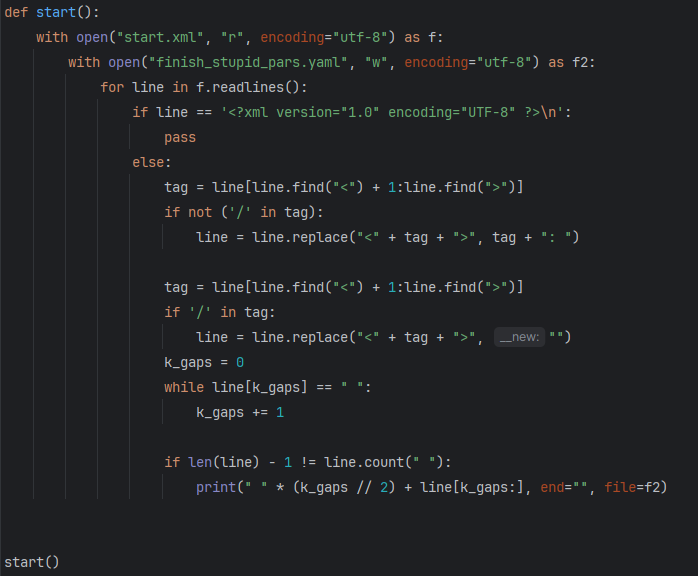 def start():
    with open("start.xml", "r", encoding="utf-8") as f:
        with open("finish_stupid_pars.yaml", "w", encoding="utf-8") as f2:
            for line in f.readlines():
                if line == '<?xml version="1.0" encoding="UTF-8" ?>\n':
                    pass
                else:
                    tag = line[line.find("<") + 1:line.find(">")]
                    if not ('/' in tag):
                        line = line.replace("<" + tag + ">", tag + ": ")
                    tag = line[line.find("<") + 1:line.find(">")]
                    if '/' in tag:
                        line = line.replace("<" + tag + ">", __new: "")
                    k_gaps = 0
                    while line[k_gaps] == " ":
                        k_gaps += 1
                    if len(line) - 1 != line.count(" "):
                        print(" " * (k_gaps // 2) + line[k_gaps:], end="", file=f2)
start()